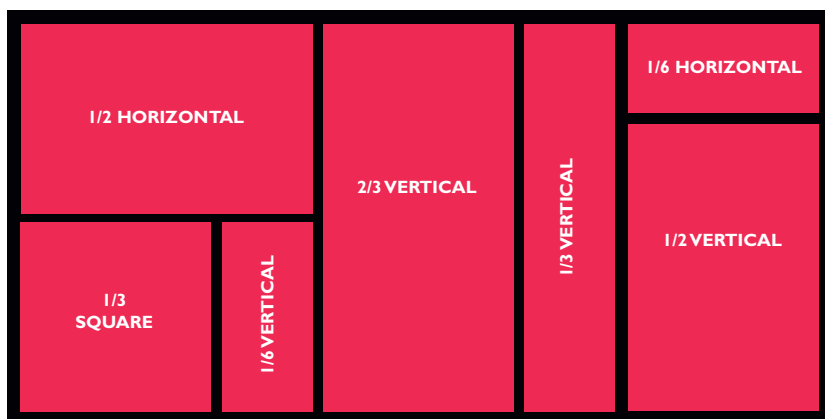 1/2 HORIZONTAL
1/3
SQUARE
1/6 VERTICAL
2/3 VERTICAL
1/3 VERTICAL
1/6 HORIZONTAL
1/2 VERTICAL